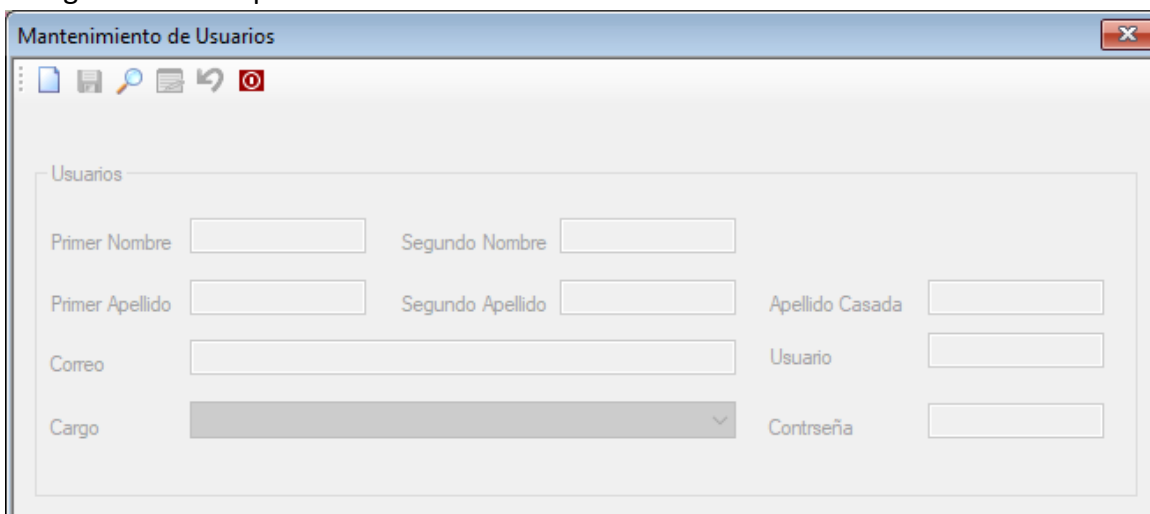 Mantenimiento de Usuarios
Usuarios
Primer Nombre Segundo Nombre
Primer Apellido Segundo Apellido Apellido Casada
Correo Usuario
Cargo Contrseña